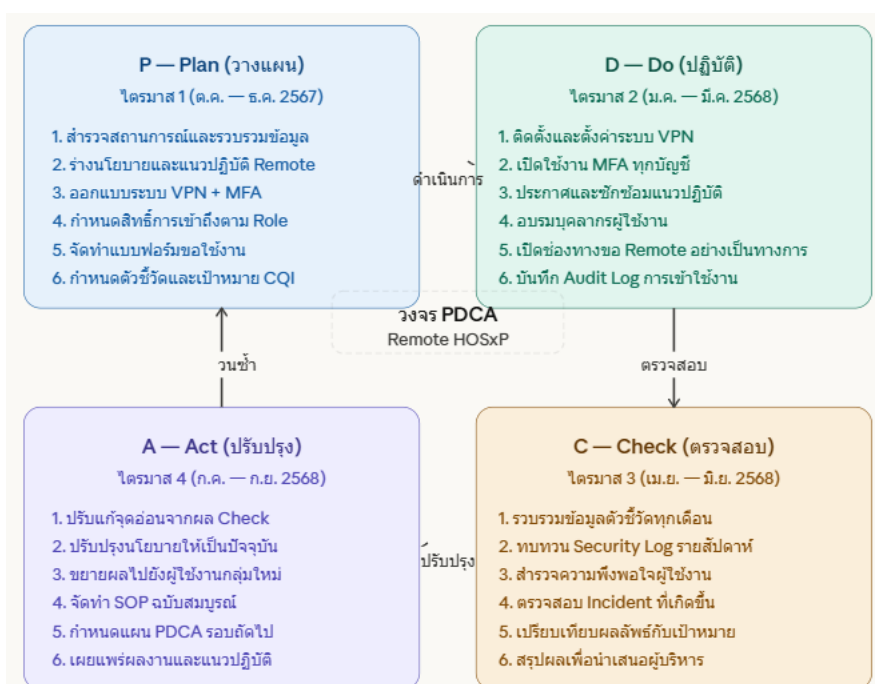 P — Plan (วางแผน)
ไตรมาส 1 (ต.ค. — ธ.ค. 2567)
1. สำรวจสถานการณ์และรวบรวมข้อมูล
2. ร่างนโยบายและแนวปฏิบัติ Remote
3. ออกแบบระบบ VPN + MFA
4. กำหนดสิทธิ์การเข้าถึงตาม Role
5. จัดทำแบบฟอร์มขอใช้งาน
6. กำหนดตัวชี้วัดและเป้าหมาย CQI
ดำเนินการ
D — Do (ปฏิบัติ)
ไตรมาส 2 (ม.ค. — มี.ค. 2568)
1. ติดตั้งและตั้งค่าระบบ VPN
2. เปิดใช้งาน MFA ทุกบัญชี
3. ประกาศและซักซ้อมแนวปฏิบัติ
4. อบรมบุคลากรผู้ใช้งาน
5. เปิดช่องทางขอ Remote อย่างเป็นทางการ
6. บันทึก Audit Log การเข้าใช้งาน
วงจร PDCA
Remote HOSxP
วนซ้ำ
ตรวจสอบ
A — Act (ปรับปรุง)
ไตรมาส 4 (ก.ค. — ก.ย. 2568)
1. ปรับแก้จุดอ่อนจากผล Check
2. ปรับปรุงนโยบายให้เป็นปัจจุบัน
3. ขยายผลไปยังผู้ใช้งานกลุ่มใหม่
4. จัดทำ SOP ฉบับสมบูรณ์
5. กำหนดแผน PDCA รอบถัดไป
6. เผยแพร่ผลงานและแนวปฏิบัติ
ปรับปรุง
C — Check (ตรวจสอบ)
ไตรมาส 3 (เม.ย. — มิ.ย. 2568)
1. รวบรวมข้อมูลตัวชี้วัดทุกเดือน
2. ทบทวน Security Log รายสัปดาห์
3. สำรวจความพึงพอใจผู้ใช้งาน
4. ตรวจสอบ Incident ที่เกิดขึ้น
5. เปรียบเทียบผลลัพธ์กับเป้าหมาย
6. สรุปผลเพื่อนำเสนอผู้บริหาร